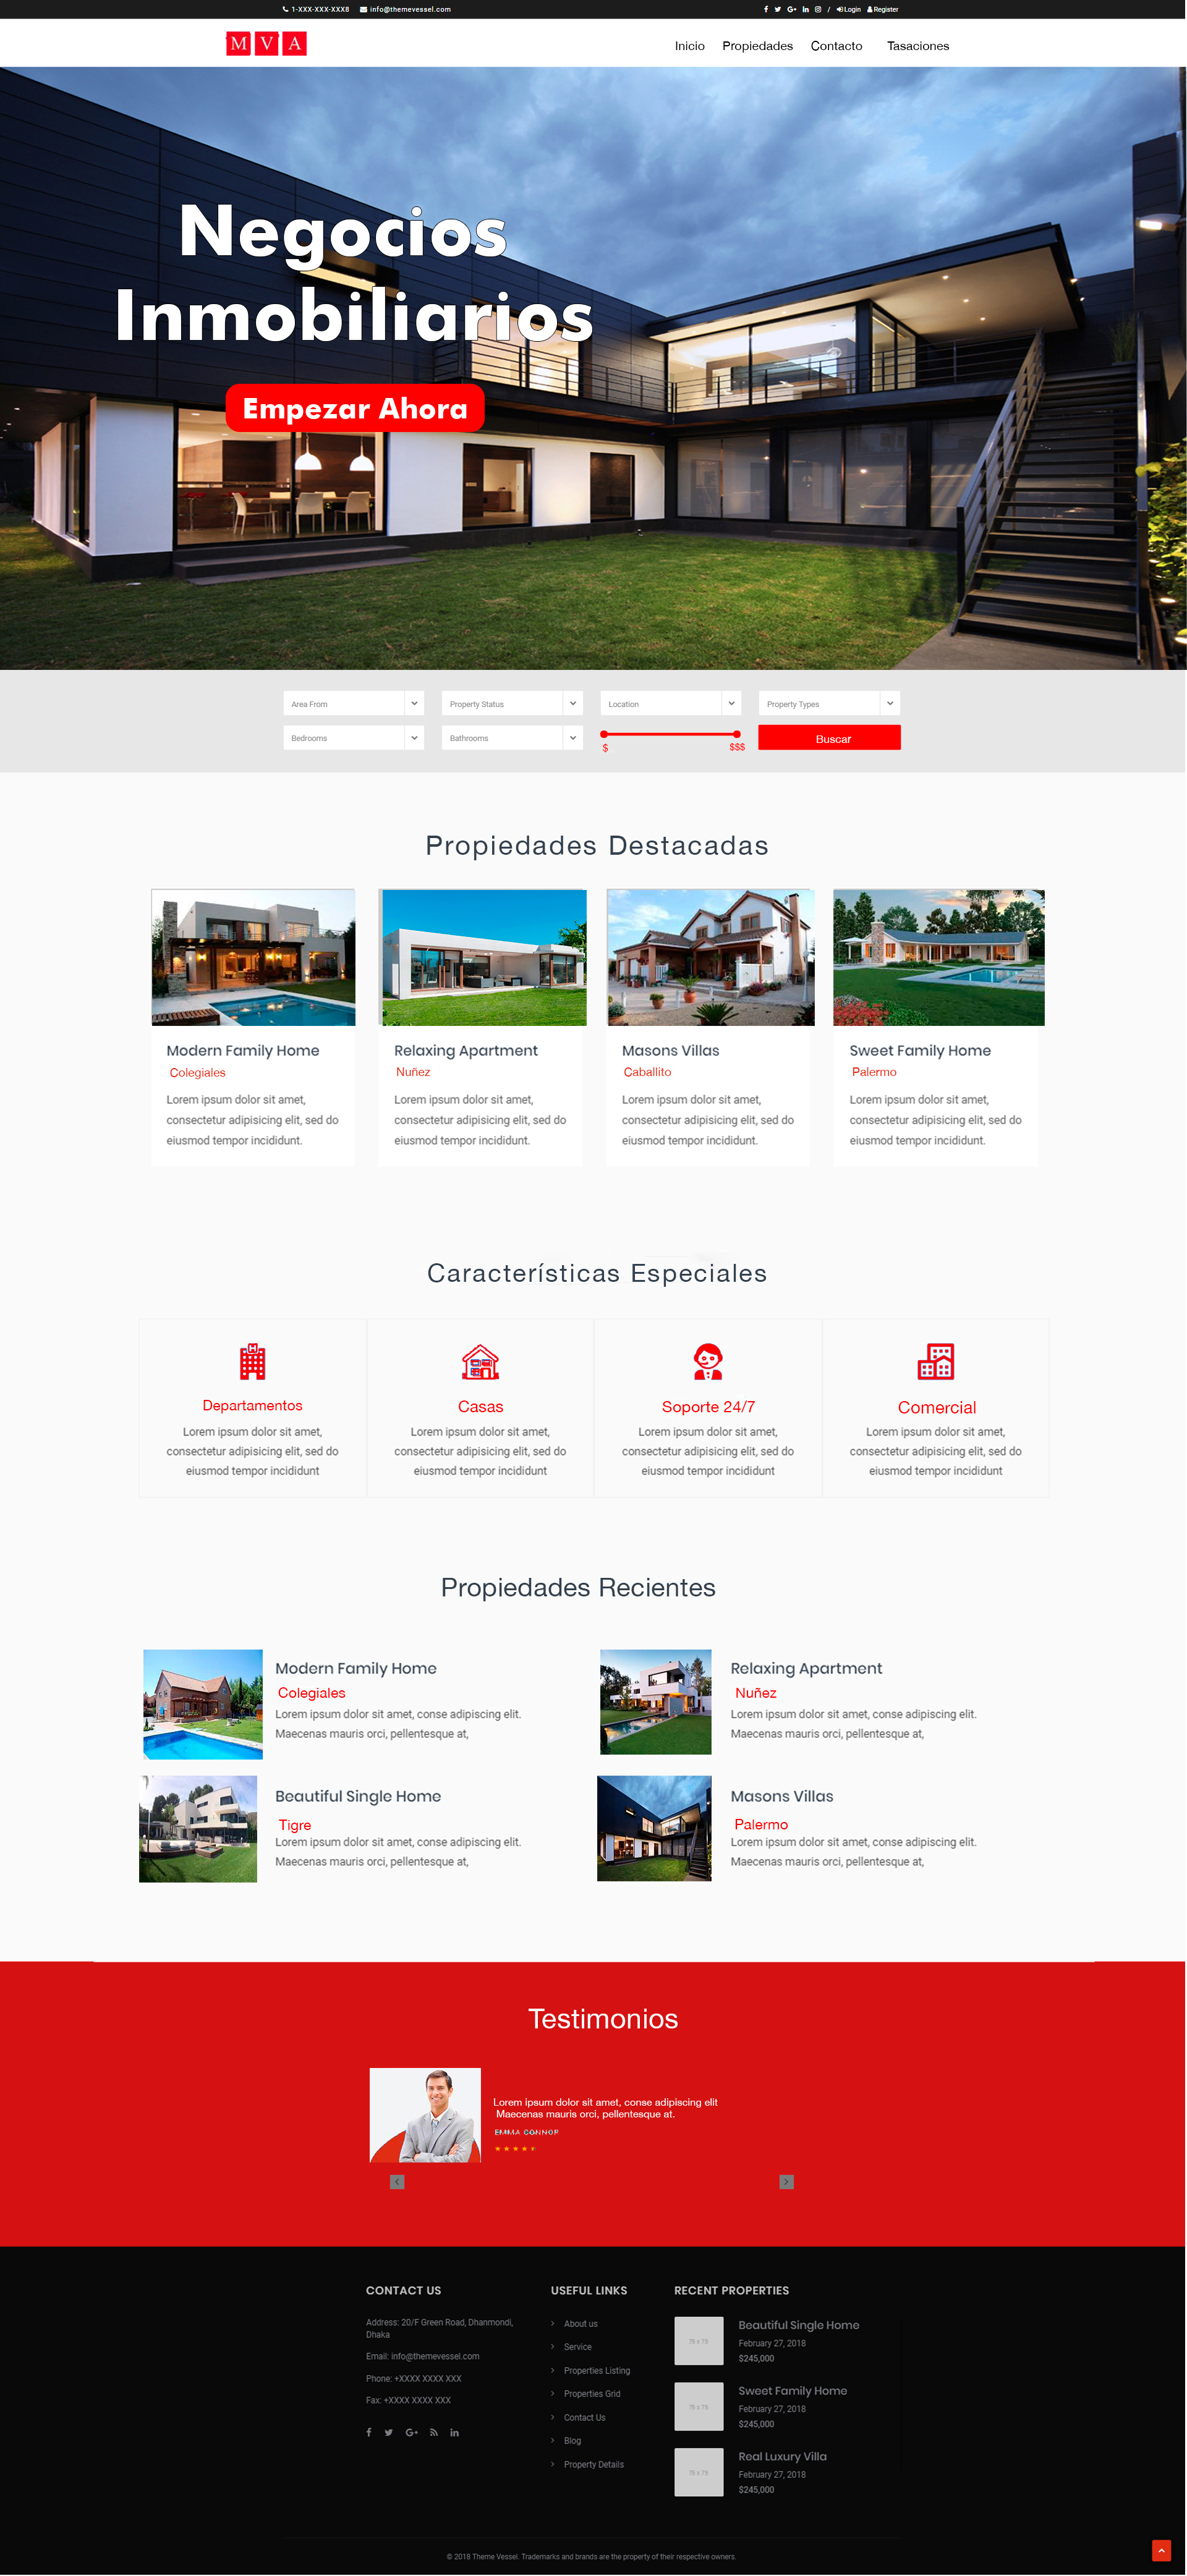 1-XXX-XXX-XXX8 info@themevessel.com / Login Register
M V A
Inicio Propiedades Contacto Tasaciones
Negocios
Inmobiliarios
Empezar Ahora
Area From Property Status Location Property Types
Bedrooms Bathrooms $ $$$ Buscar
Propiedades Destacadas
Modern Family Home
Colegiales
Lorem ipsum dolor sit amet,
consectetur adipisicing elit, sed do
eiusmod tempor incididunt.
Relaxing Apartment
Nuñez
Lorem ipsum dolor sit amet,
consectetur adipisicing elit, sed do
eiusmod tempor incididunt.
Masons Villas
Caballito
Lorem ipsum dolor sit amet,
consectetur adipisicing elit, sed do
eiusmod tempor incididunt.
Sweet Family Home
Palermo
Lorem ipsum dolor sit amet,
consectetur adipisicing elit, sed do
eiusmod tempor incididunt.
Características Especiales
Departamentos
Lorem ipsum dolor sit amet,
consectetur adipisicing elit, sed do
eiusmod tempor incididunt
Casas
Lorem ipsum dolor sit amet,
consectetur adipisicing elit, sed do
eiusmod tempor incididunt
Soporte 24/7
Lorem ipsum dolor sit amet,
consectetur adipisicing elit, sed do
eiusmod tempor incididunt
Comercial
Lorem ipsum dolor sit amet,
consectetur adipisicing elit, sed do
eiusmod tempor incididunt
Propiedades Recientes
Modern Family Home
Colegiales
Lorem ipsum dolor sit amet, conse adipiscing elit.
Maecenas mauris orci, pellentesque at,
Relaxing Apartment
Nuñez
Lorem ipsum dolor sit amet, conse adipiscing elit.
Maecenas mauris orci, pellentesque at,
Beautiful Single Home
Tigre
Lorem ipsum dolor sit amet, conse adipiscing elit.
Maecenas mauris orci, pellentesque at,
Masons Villas
Palermo
Lorem ipsum dolor sit amet, conse adipiscing elit.
Maecenas mauris orci, pellentesque at,
Testimonios
Lorem ipsum dolor sit amet, conse adipiscing elit
Maecenas mauris orci, pellentesque at.
EMMA CONNOR
CONTACT US
Address: 20/F Green Road, Dhanmondi,
Dhaka
Email: info@themevessel.com
Phone: +XXXX XXXX XXX
Fax: +XXXX XXXX XXX
USEFUL LINKS
About us
Service
Properties Listing
Properties Grid
Contact Us
Blog
Property Details
RECENT PROPERTIES
75 x 75
Beautiful Single Home
February 27, 2018
$245,000
75 x 75
Sweet Family Home
February 27, 2018
$245,000
75 x 75
Real Luxury Villa
February 27, 2018
$245,000
© 2018 Theme Vessel. Trademarks and brands are the property of their respective owners.